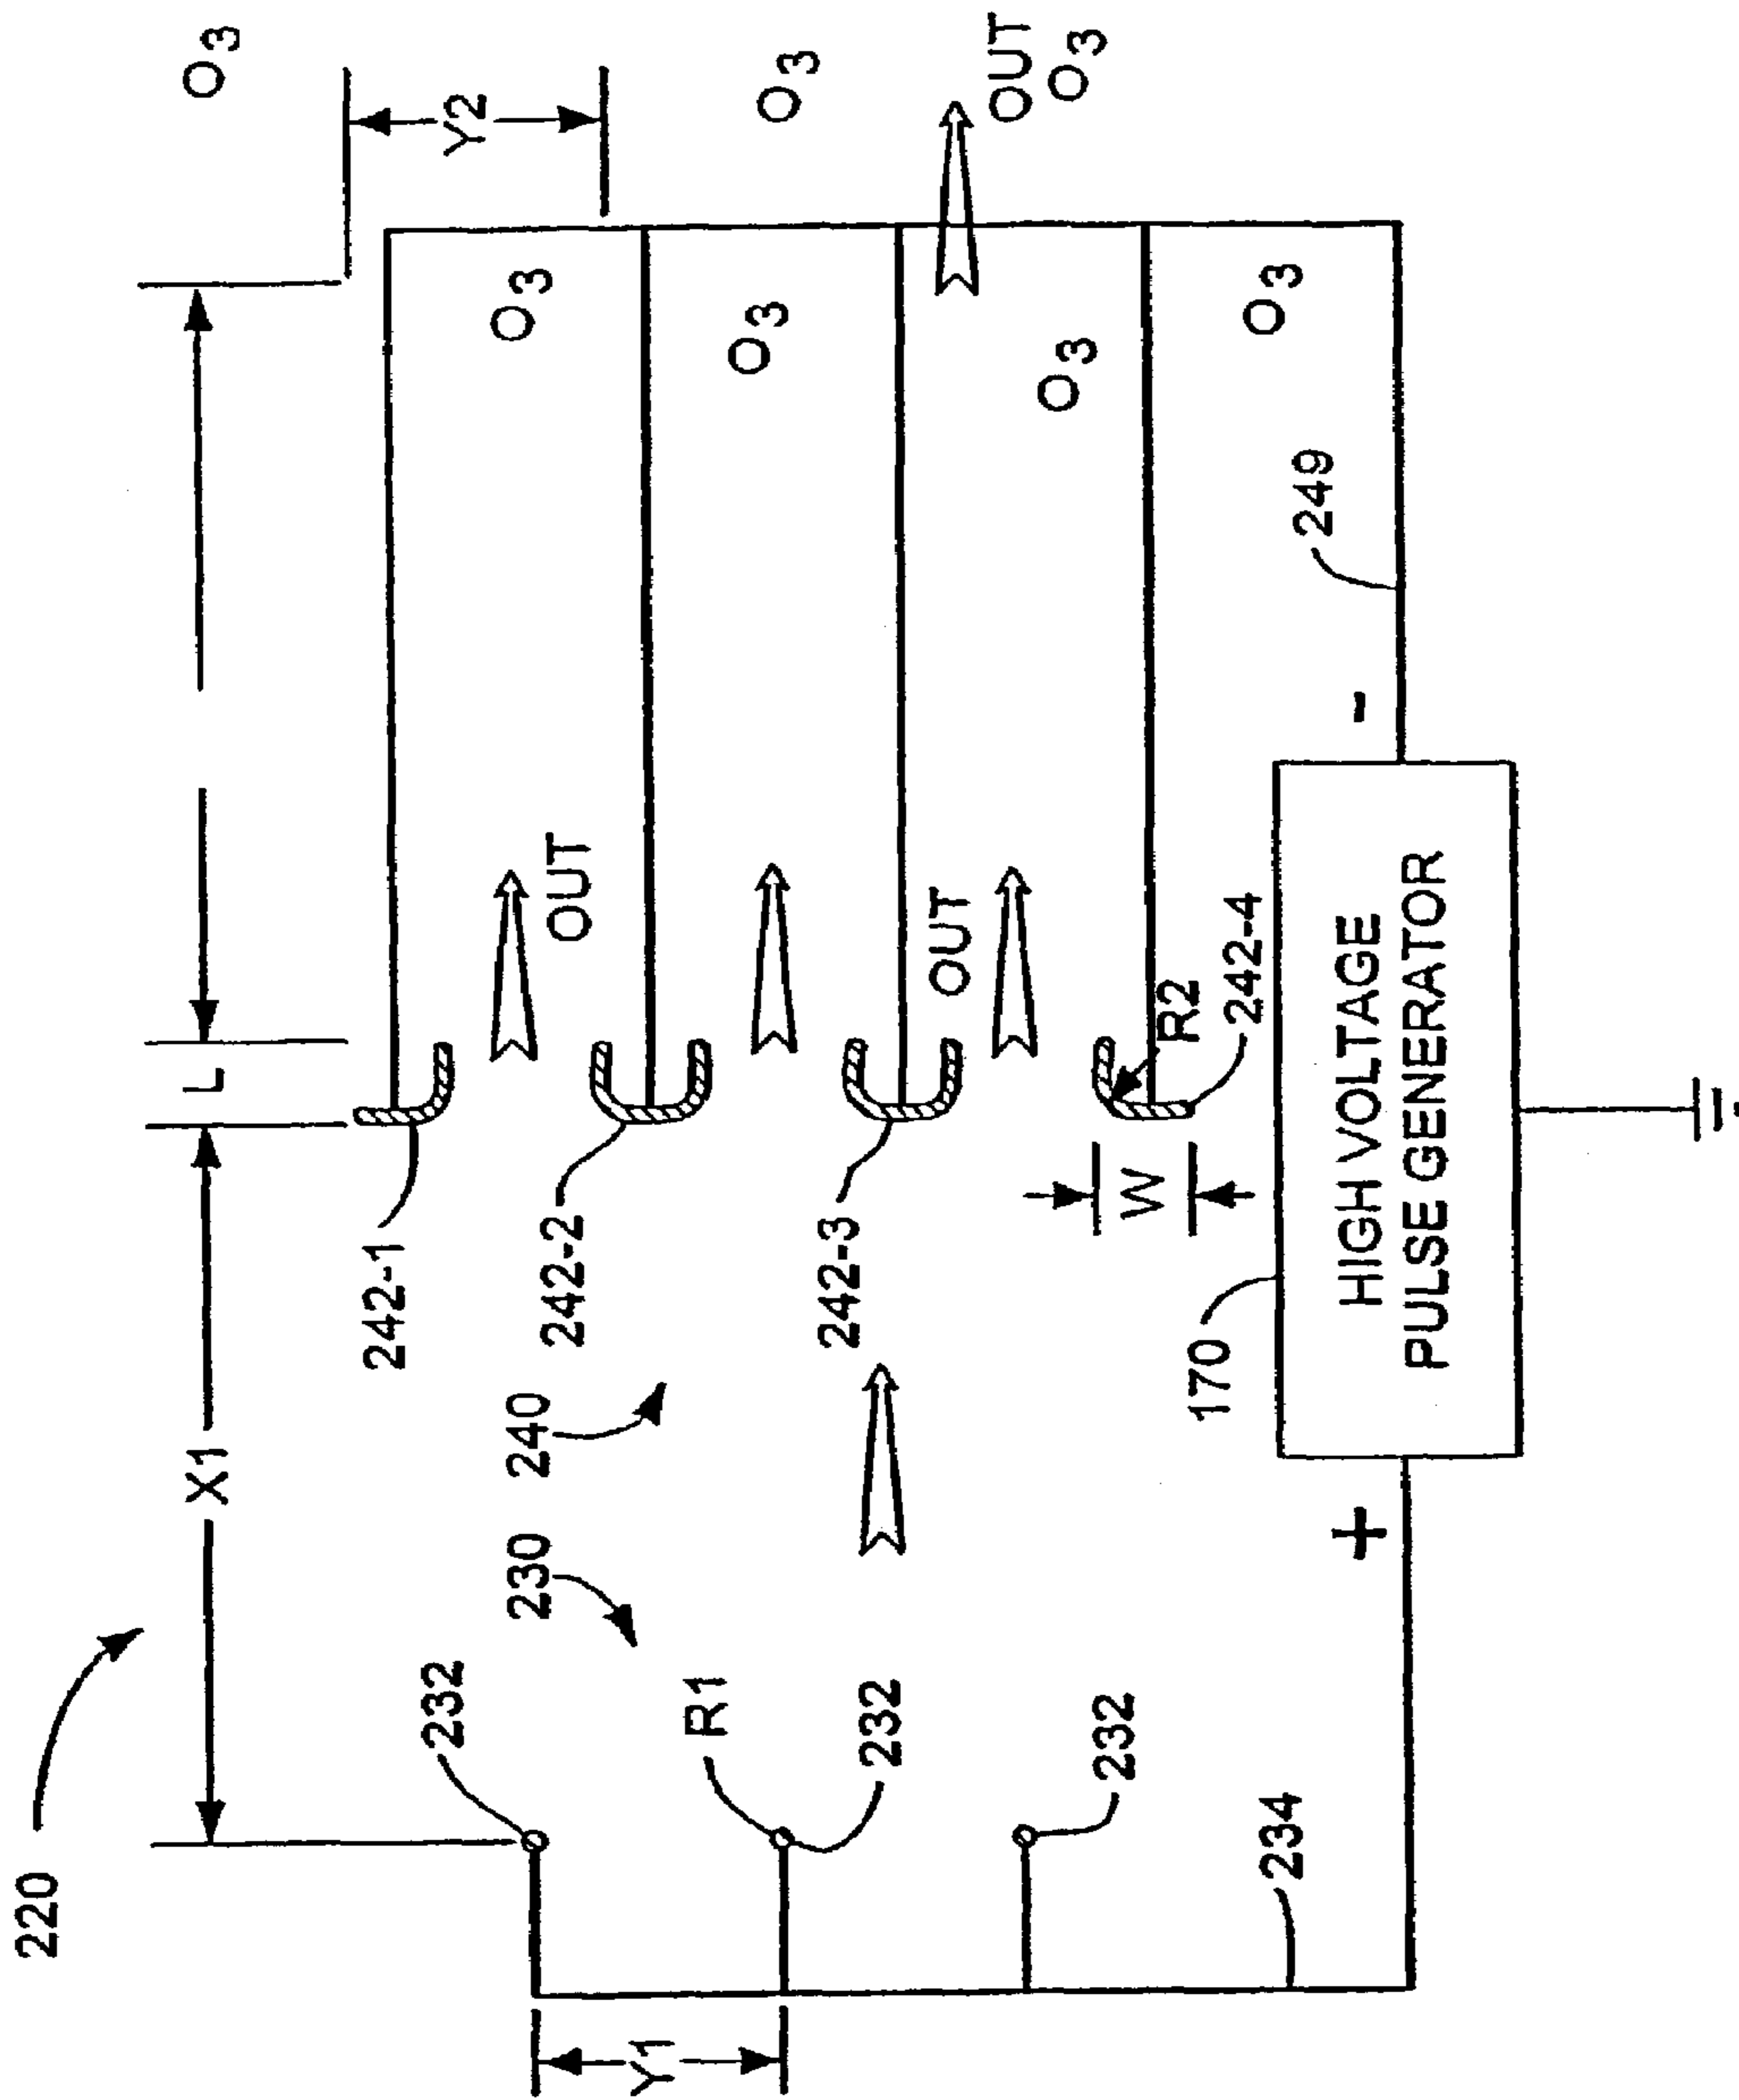 220
X1
L
O3
242-1
232
Y2
230
240
O3
242-2
OUT
Y1
R1
O3
O3
242-3
232
OUT
OUT
O3
O3
232
W
R2
170
242-4
O3
234
249
+
-
HIGH VOLTAGE
PULSE GENERATOR